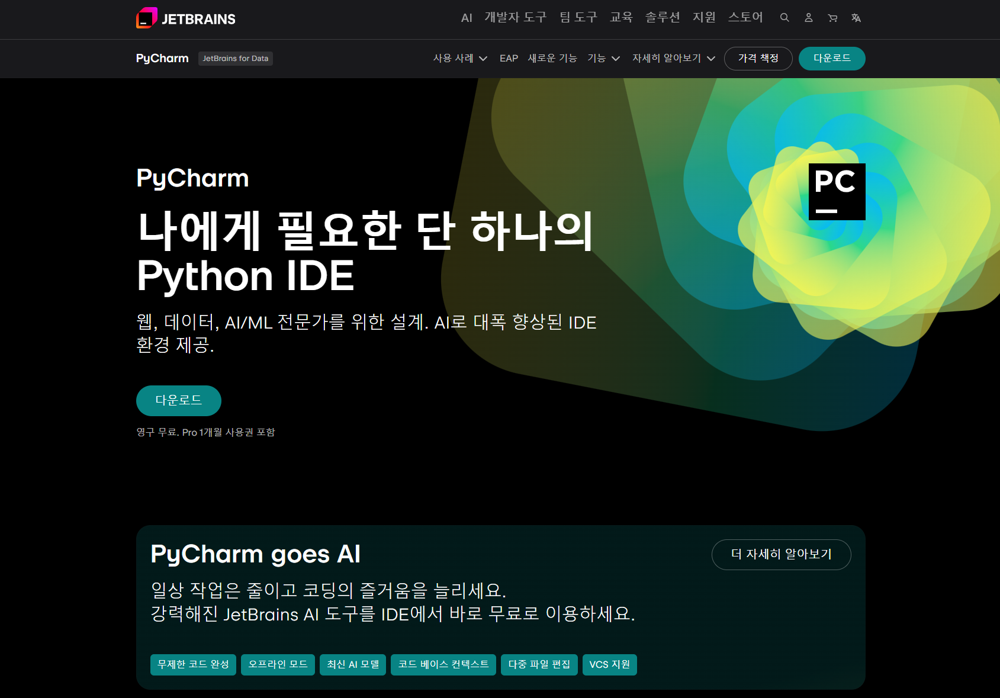 JETBRAINS
AI 개발자 도구 팀 도구 교육 솔루션 지원 스토어
PyCharm JetBrains for Data
사용 사례 EAP 새로운 기능 기능 자세히 알아보기 가격 책정 다운로드
PC
PyCharm
나에게 필요한 단 하나의
Python IDE
웹, 데이터, AI/ML 전문가를 위한 설계. AI로 대폭 향상된 IDE
환경 제공.
다운로드
영구 무료. Pro 1개월 사용권 포함
PyCharm goes AI
더 자세히 알아보기
일상 작업은 줄이고 코딩의 즐거움을 늘리세요.
강력해진 JetBrains AI 도구를 IDE에서 바로 무료로 이용하세요.
무제한 코드 완성 오프라인 모드 최신 AI 모델 코드 베이스 컨텍스트 다중 파일 편집 VCS 지원